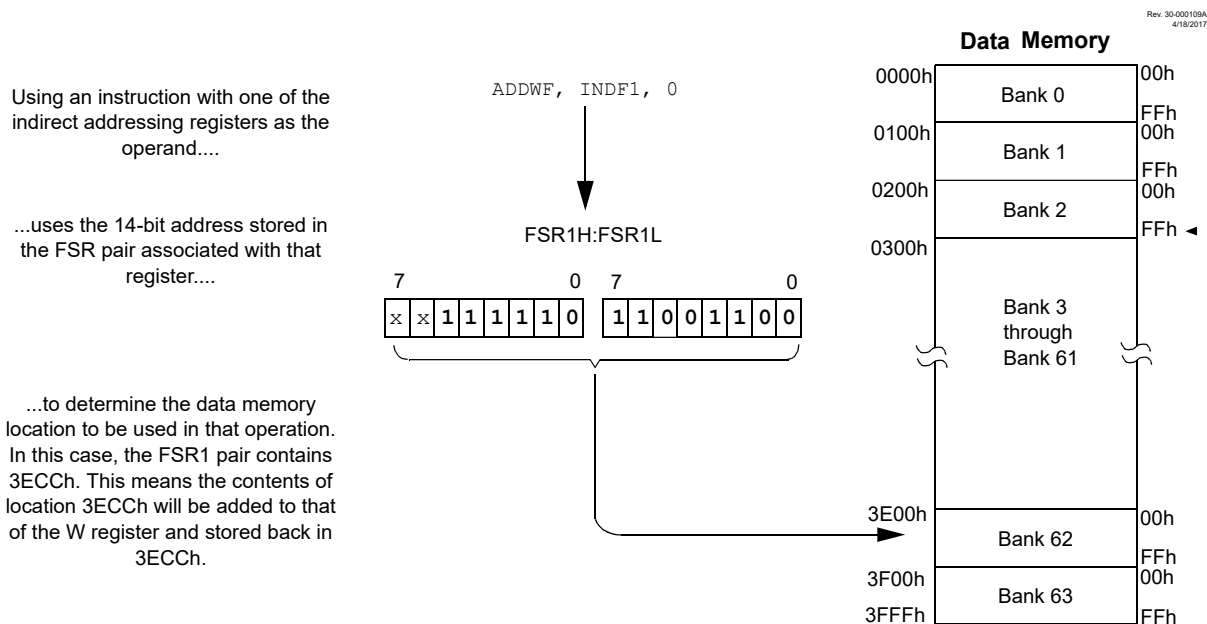 Rev. 30-000109A
4/18/2017
Data Memory
Using an instruction with one of the
indirect addressing registers as the
operand....
ADDWF, INDF1, 0
...uses the 14-bit address stored in
the FSR pair associated with that
register....
FSR1H:FSR1L
7 0 7 0
x x 1 1 1 1 1 0 1 1 0 0 1 1 0 0
...to determine the data memory
location to be used in that operation.
In this case, the FSR1 pair contains
3ECCh. This means the contents of
location 3ECCh will be added to that
of the W register and stored back in
3ECCh.
0000h
Bank 0
00h
FFh
0100h
Bank 1
00h
FFh
0200h
Bank 2
00h
FFh
0300h
Bank 3
through
Bank 61
3E00h
Bank 62
00h
FFh
3F00h
Bank 63
00h
3FFFh
FFh